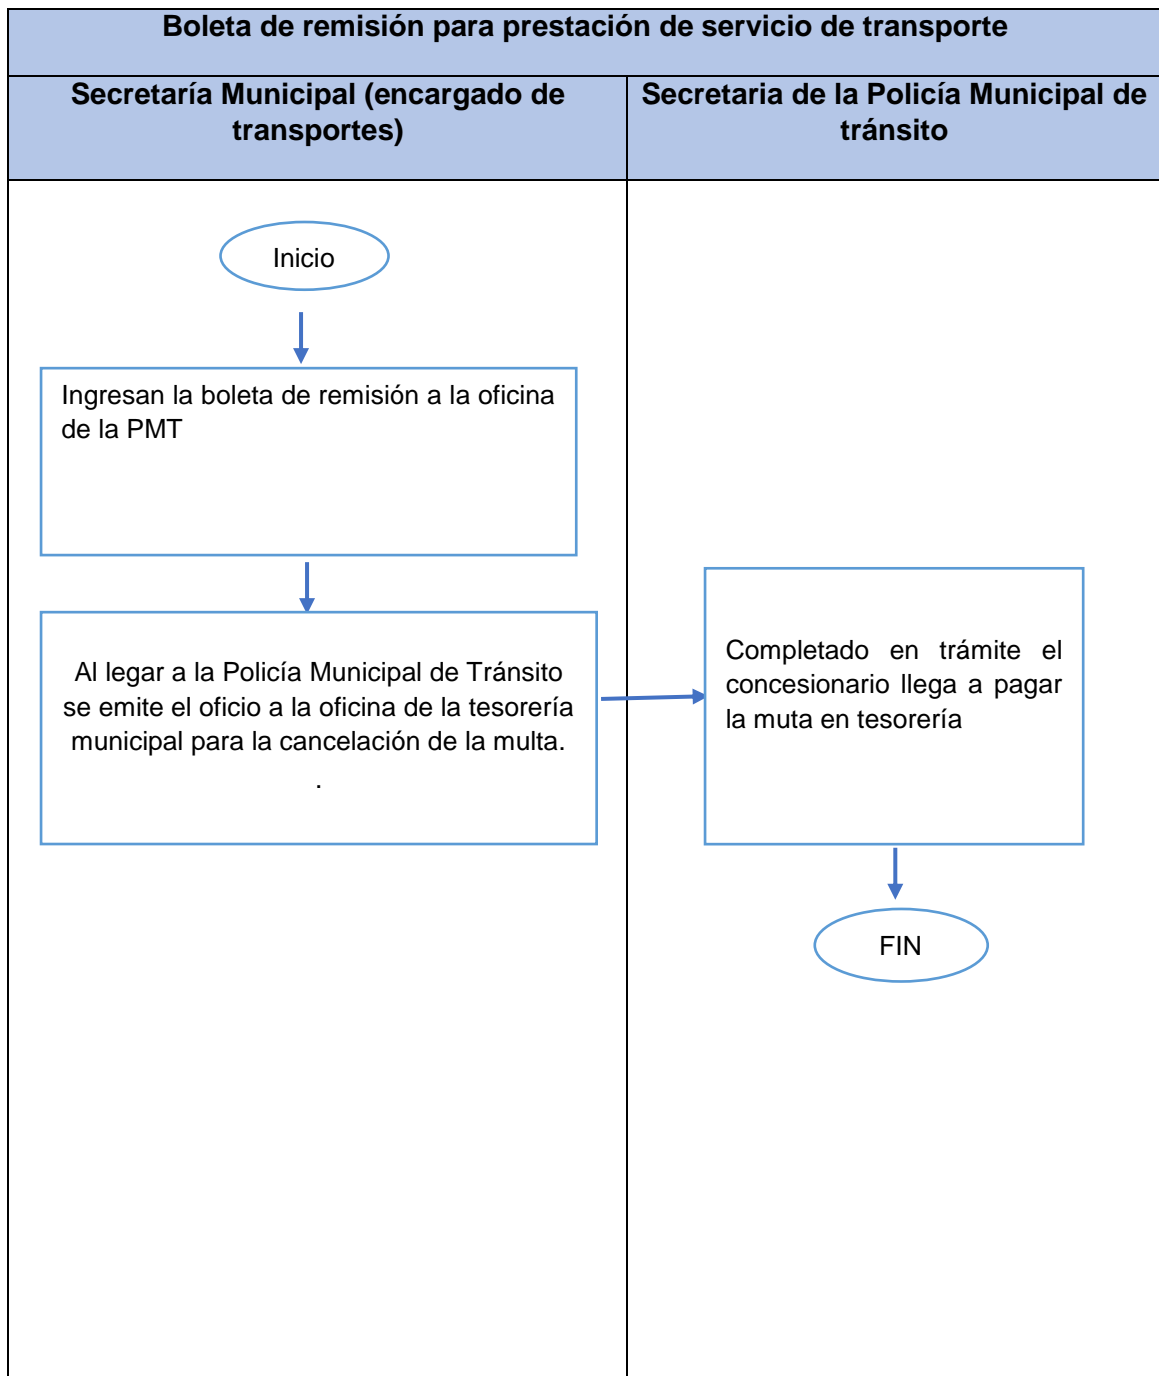 Boleta de remisión para prestación de servicio de transporte
Secretaría Municipal (encargado de
transportes)
Secretaria de la Policía Municipal de
tránsito
Inicio
Ingresan la boleta de remisión a la oficina
de la PMT
Al legar a la Policía Municipal de Tránsito
se emite el oficio a la oficina de la tesorería
municipal para la cancelación de la multa.
.
Completado en trámite el
concesionario llega a pagar
la muta en tesorería
FIN